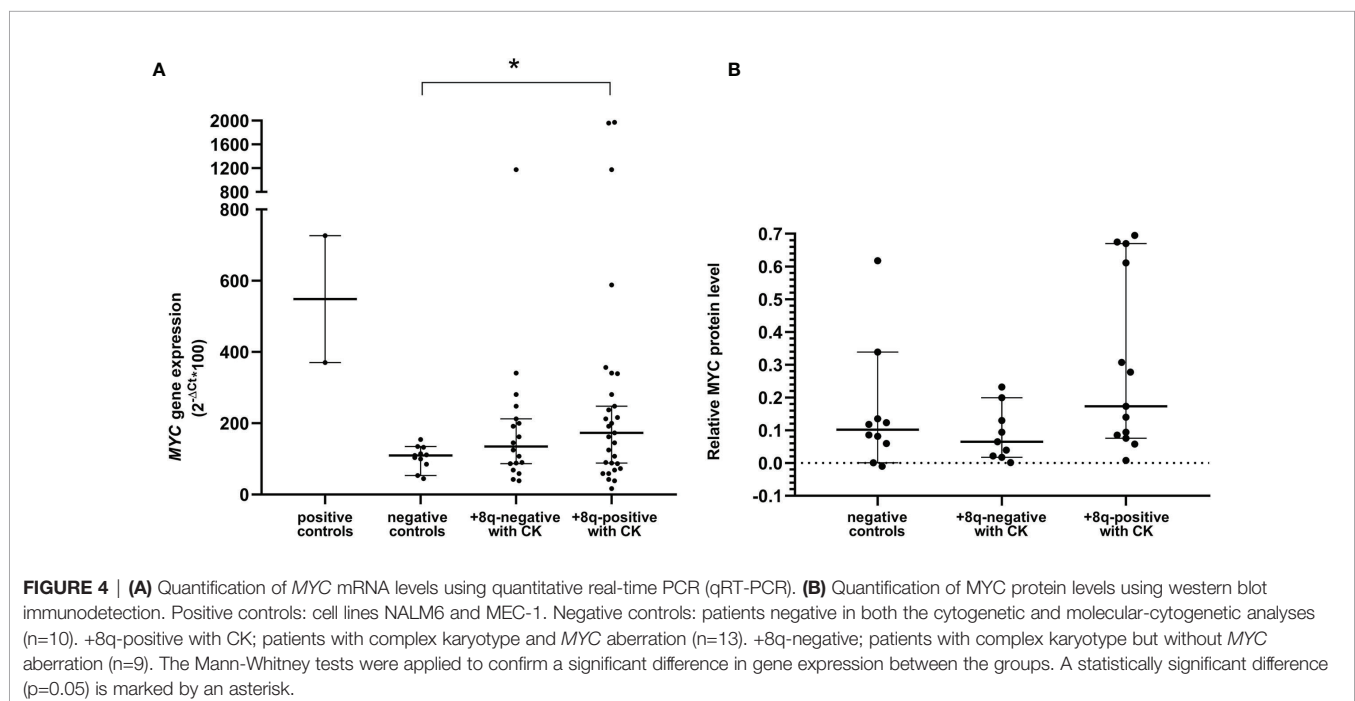 A
*
B
2000
1600
1200
800
800
600
400
200
0
MYC gene expression
(2-ΔCt*100)
positive
controls
negative
controls
+8q-negative
with CK
+8q-positive
with CK
0.7
0.6
0.5
0.4
0.3
0.2
0.1
0.0
-0.1
Relative MYC protein level
negative
controls
+8q-negative
with CK
+8q-positive
with CK
FIGURE 4 | (A) Quantification of MYC mRNA levels using quantitative real-time PCR (qRT-PCR). (B) Quantification of MYC protein levels using western blot
immunodetection. Positive controls: cell lines NALM6 and MEC-1. Negative controls: patients negative in both the cytogenetic and molecular-cytogenetic analyses
(n=10). +8q-positive with CK; patients with complex karyotype and MYC aberration (n=13). +8q-negative; patients with complex karyotype but without MYC
aberration (n=9). The Mann-Whitney tests were applied to confirm a significant difference in gene expression between the groups. A statistically significant difference
(p=0.05) is marked by an asterisk.